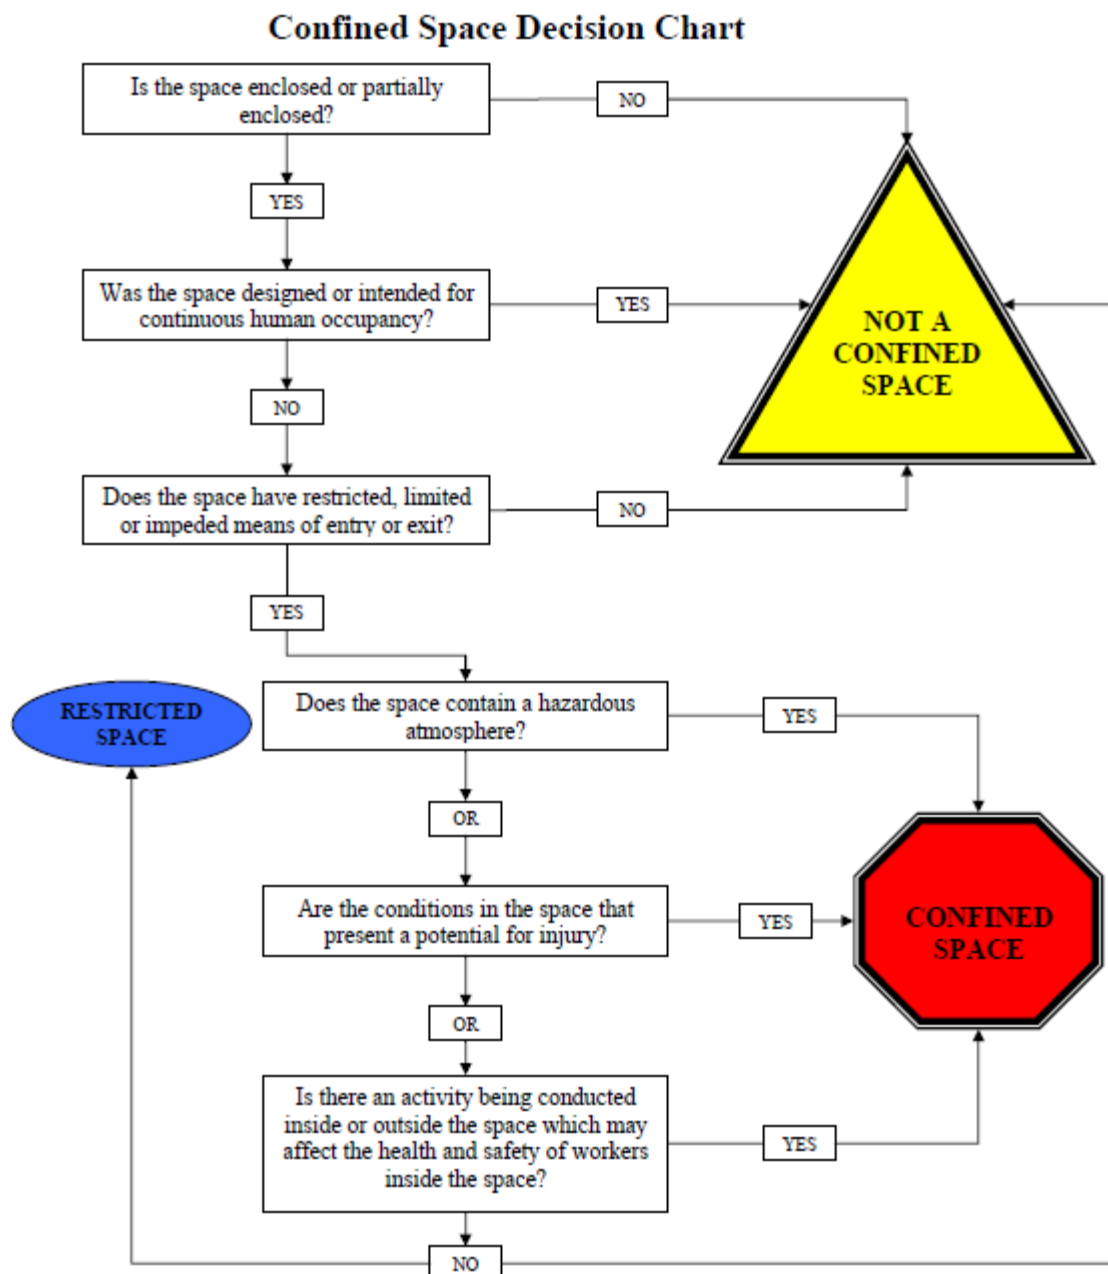 Confined Space Decision Chart
Is the space enclosed or partially
enclosed?
NO
YES
Was the space designed or intended for
continuous human occupancy?
YES
NOT A
CONFINED
SPACE
NO
Does the space have restricted, limited
or impeded means of entry or exit?
NO
YES
RESTRICTED
SPACE
Does the space contain a hazardous
atmosphere?
YES
OR
Are the conditions in the space that
present a potential for injury?
YES
CONFINED
SPACE
OR
Is there an activity being conducted
inside or outside the space which may
affect the health and safety of workers
inside the space?
YES
NO